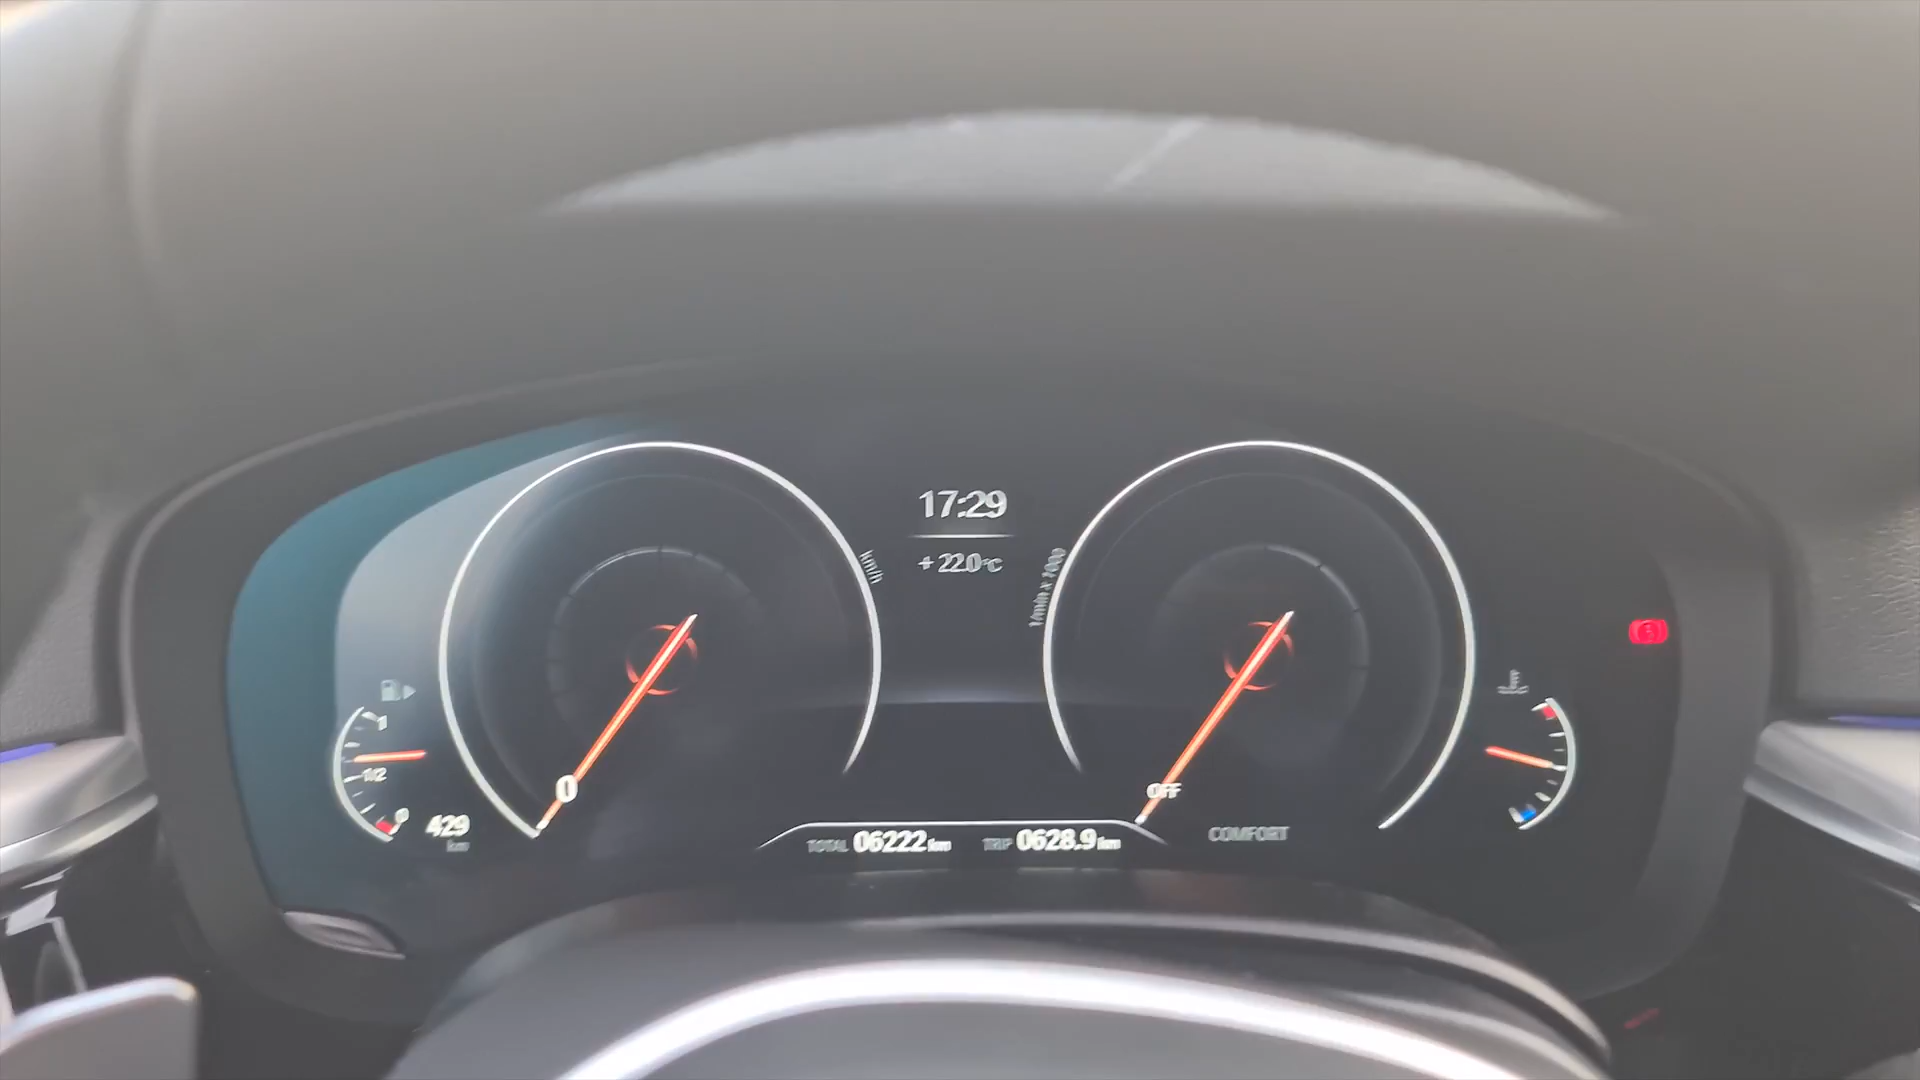 17:29
+ 22.0 °C
km/h
1/min x 1000
1
1/2
0
429
km
0
OFF
TOTAL 06222 km TRIP 0628.9 km
COMFORT